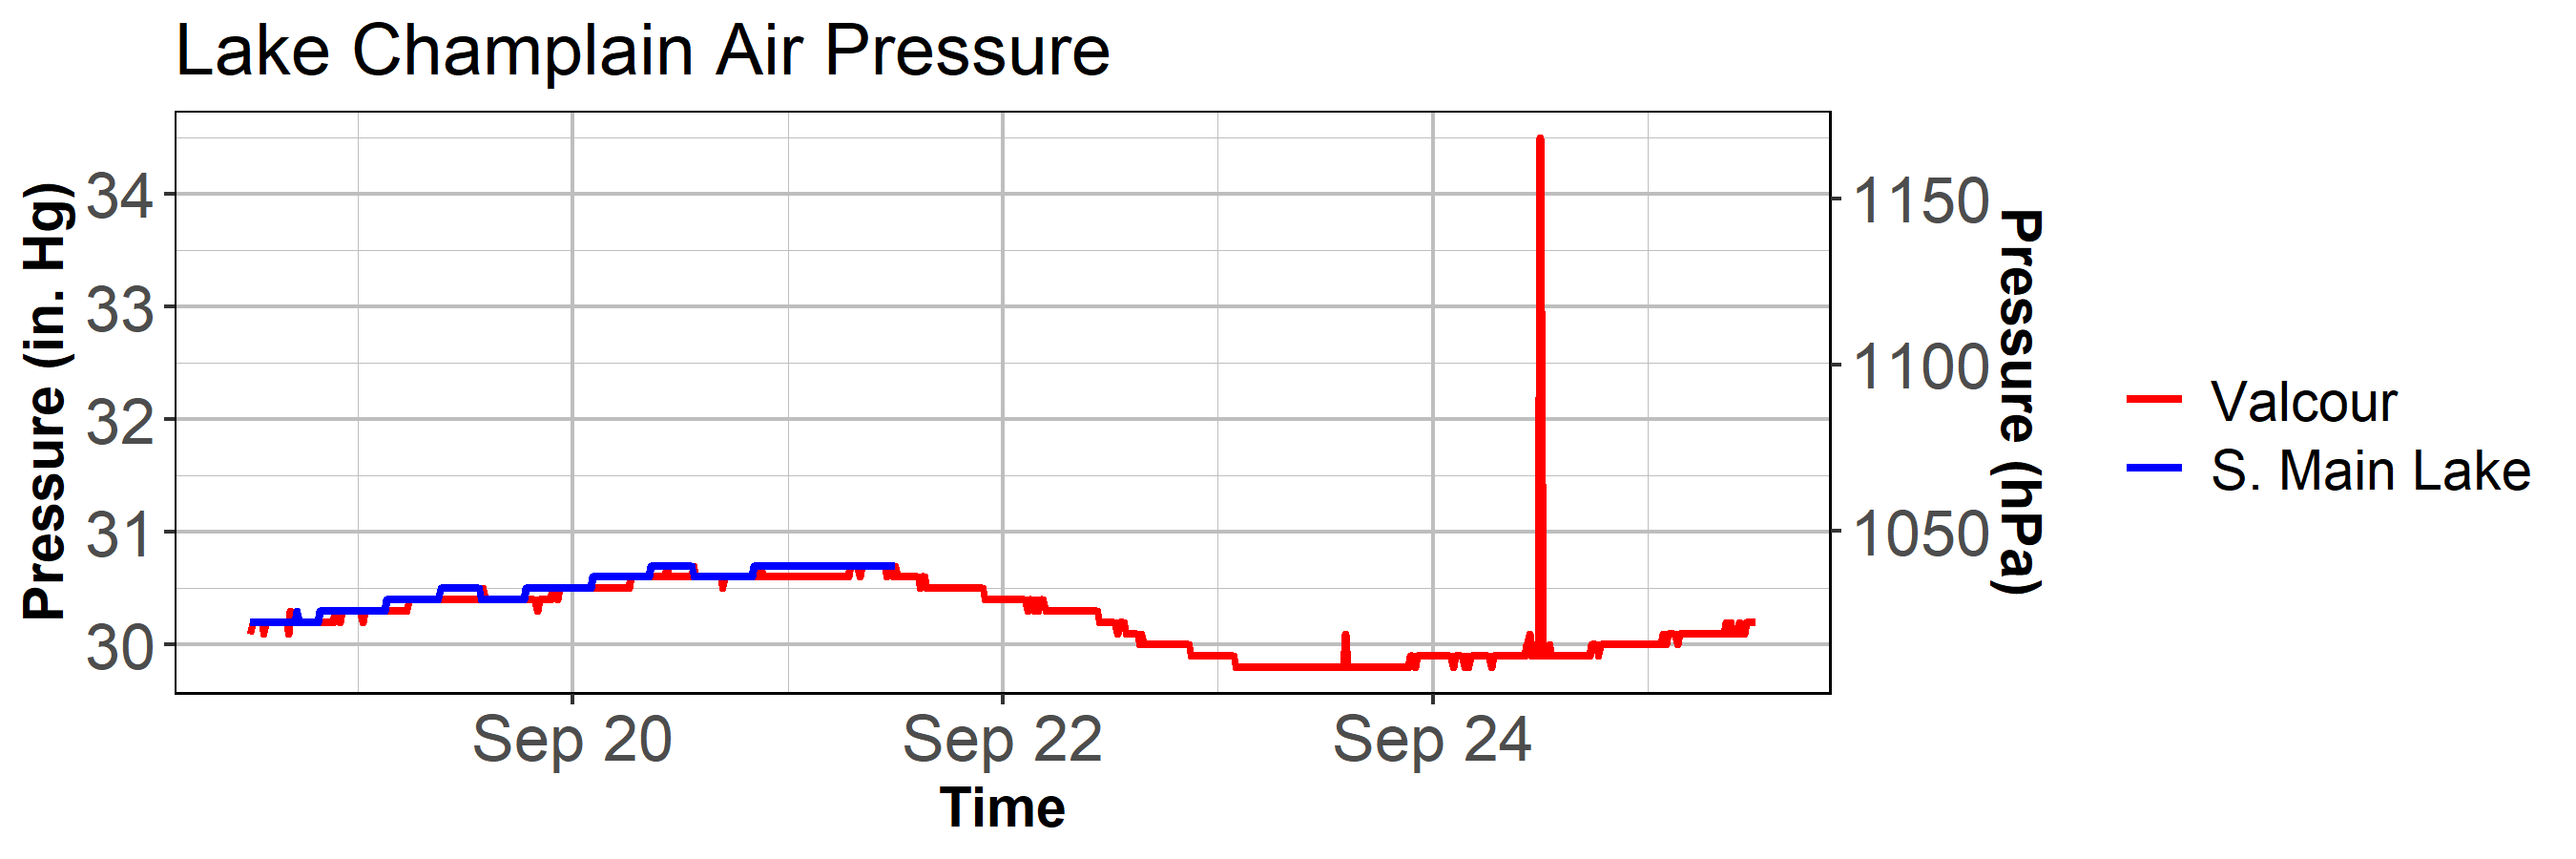 Lake Champlain Air Pressure
Pressure (in. Hg)
34
33
32
31
30
1150
1100
1050
Pressure (hPa)
Valcour
S. Main Lake
Sep 20 Sep 22 Sep 24
Time